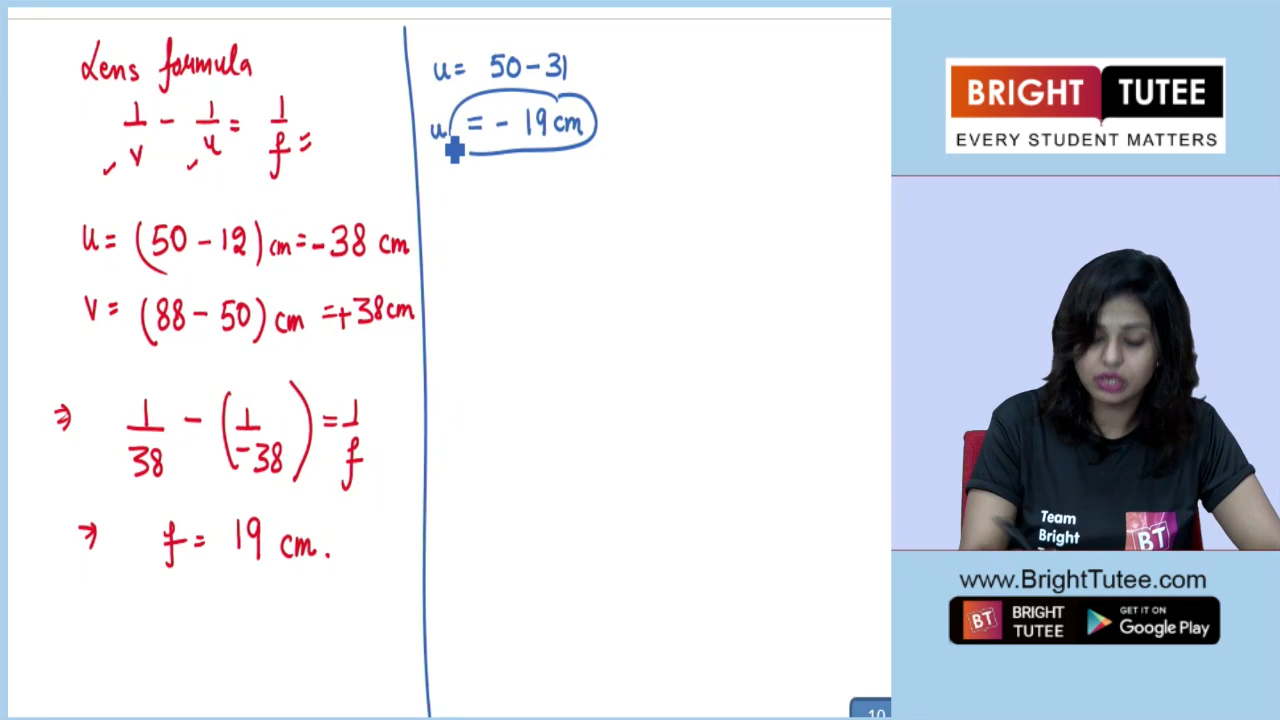 Lens formula
1/v - 1/u = 1/f =
u = (50 - 12) cm = - 38 cm
v = (88 - 50) cm = + 38 cm
⇒ 1/38 - (1/-38) = 1/f
⇒ f = 19 cm.
u = 50 - 31
u = - 19 cm
10
BRIGHT TUTEE
EVERY STUDENT MATTERS
Team
Bright
BT
www.BrightTutee.com
BT BRIGHT TUTEE
GET IT ON
Google Play